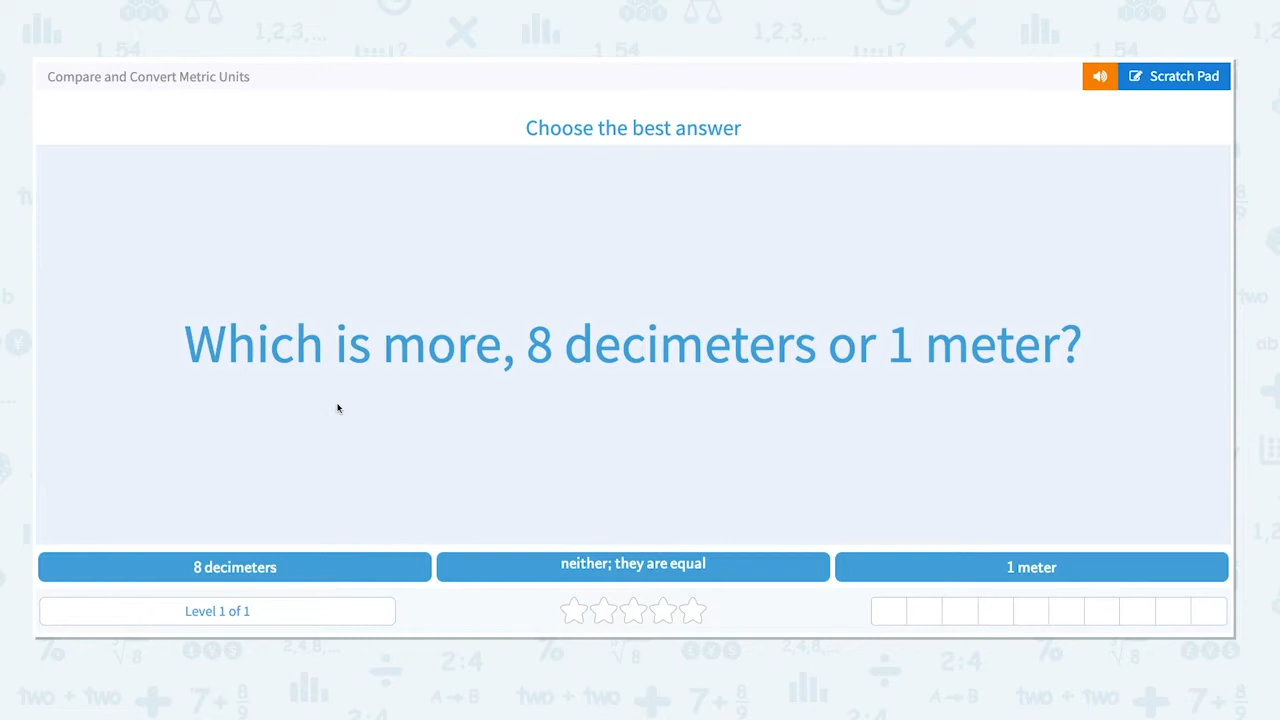 Compare and Convert Metric Units
Scratch Pad
Choose the best answer
Which is more, 8 decimeters or 1 meter?
8 decimeters
neither; they are equal
1 meter
Level 1 of 1